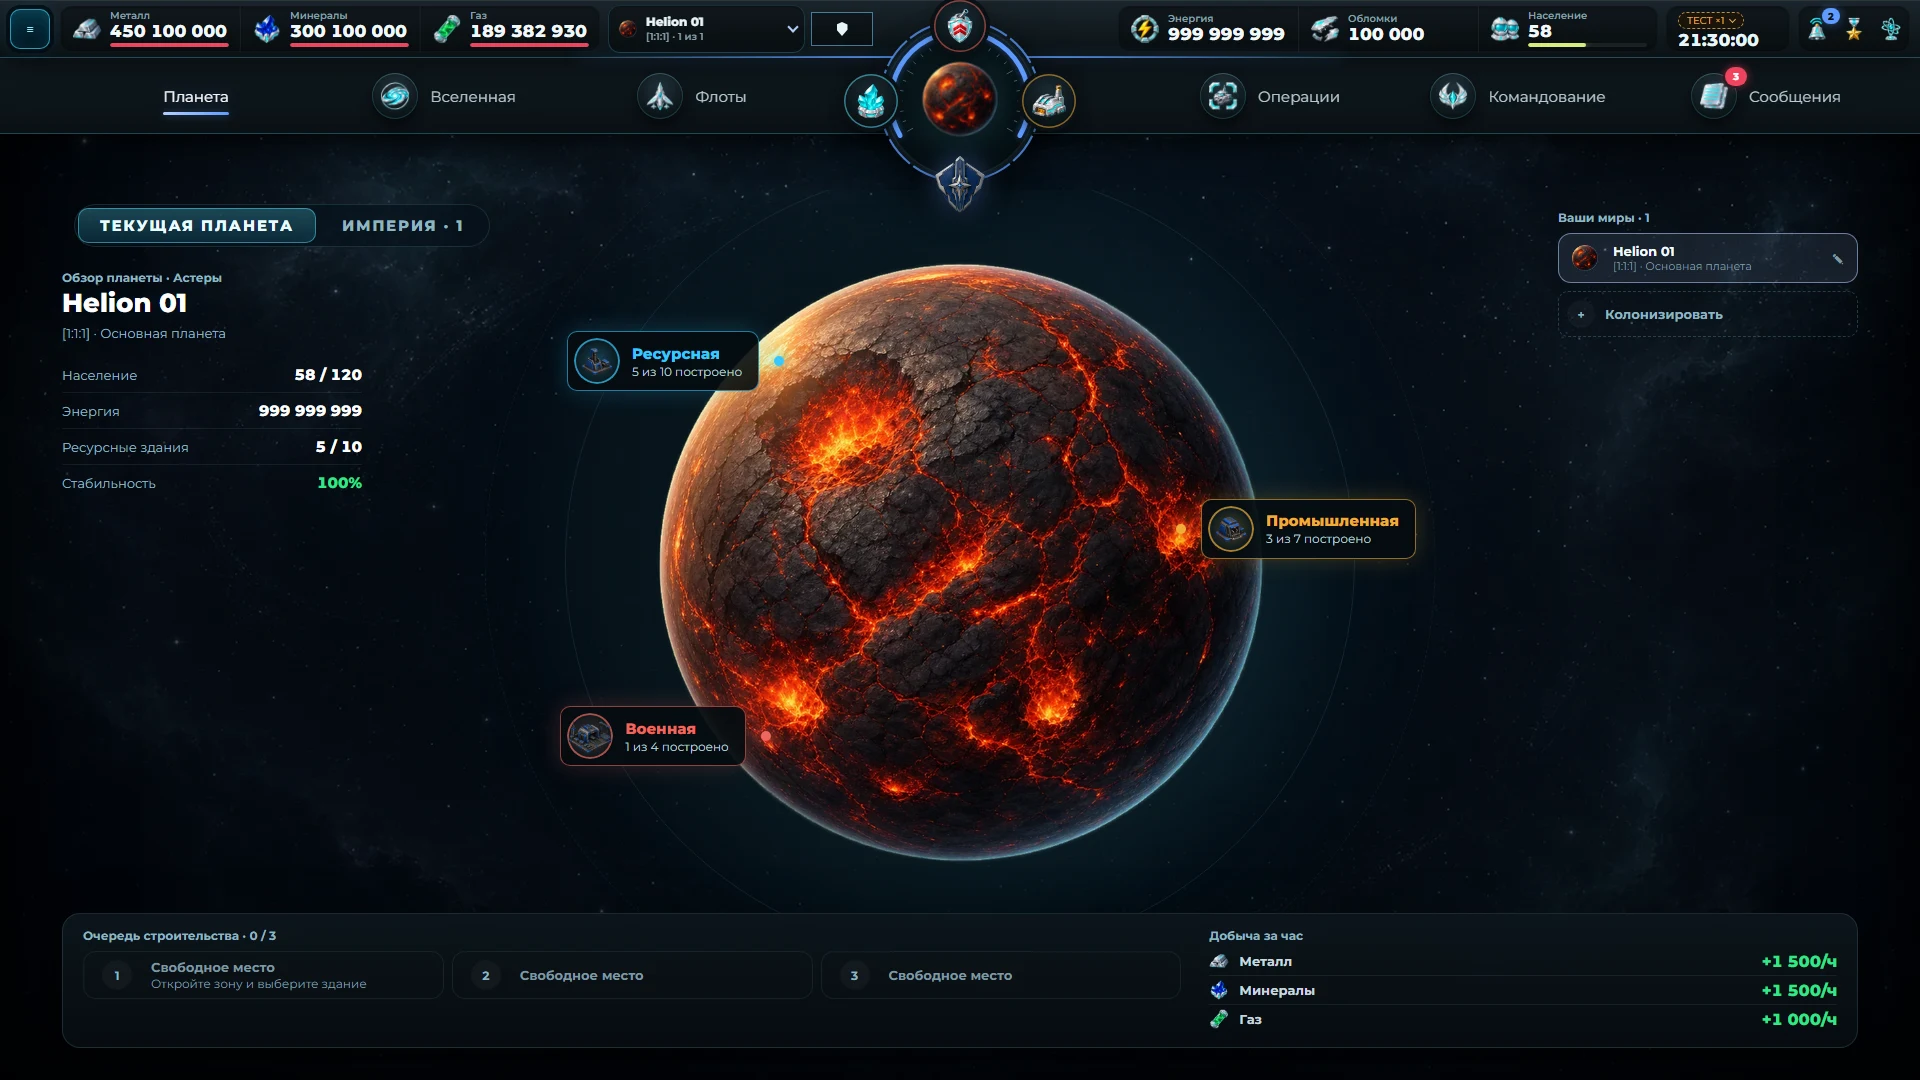 Металл
450 100 000
Минералы
300 100 000
Газ
189 382 930
Helion 01
[1:1:1] · 1 из 1
Энергия
999 999 999
Обломки
100 000
Население
58
ТЕСТ ×1
21:30:00
2
Планета
Вселенная
Флоты
Операции
Командование
3
Сообщения
ТЕКУЩАЯ ПЛАНЕТА
ИМПЕРИЯ · 1
Обзор планеты · Астеры
Helion 01
[1:1:1] · Основная планета
Население
58 / 120
Энергия
999 999 999
Ресурсные здания
5 / 10
Стабильность
100%
Ресурсная
5 из 10 построено
Промышленная
3 из 7 построено
Военная
1 из 4 построено
Ваши миры · 1
Helion 01
[1:1:1] · Основная планета
+ Колонизировать
Очередь строительства · 0 / 3
1
Свободное место
Откройте зону и выберите здание
2
Свободное место
3
Свободное место
Добыча за час
Металл
+1 500/ч
Минералы
+1 500/ч
Газ
+1 000/ч